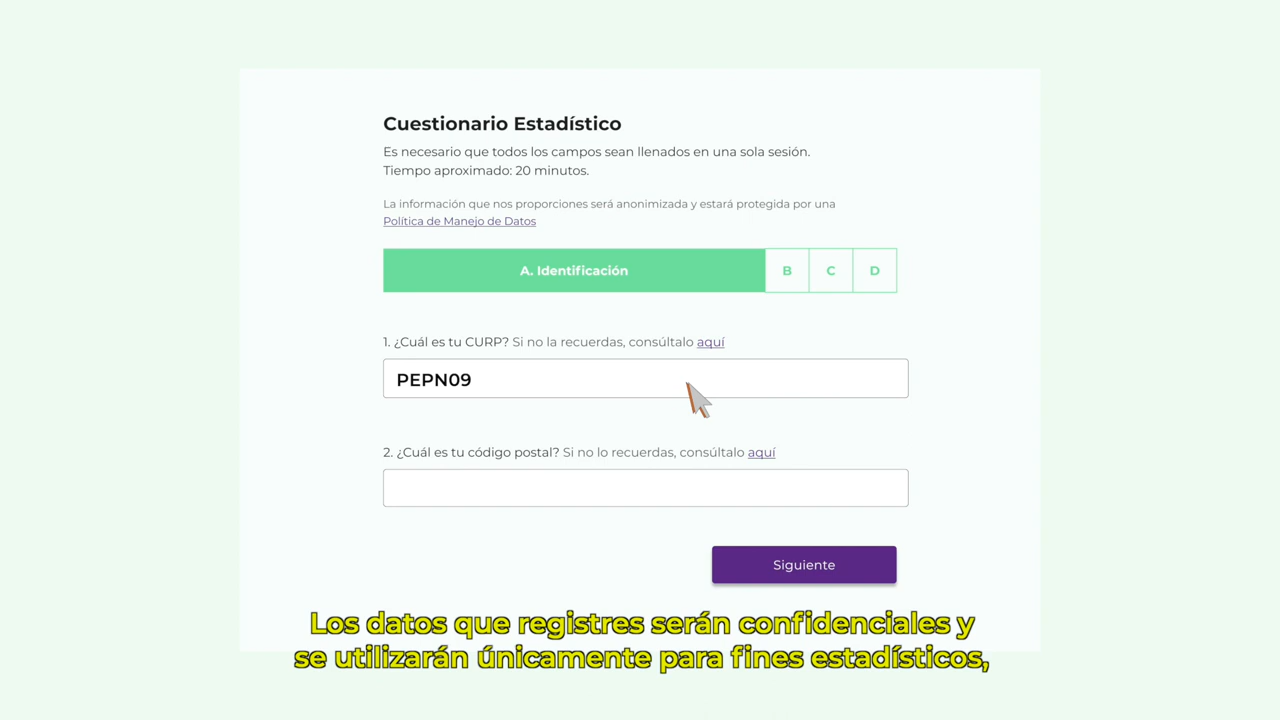 Cuestionario Estadístico
Es necesario que todos los campos sean llenados en una sola sesión.
Tiempo aproximado: 20 minutos.
La información que nos proporciones será anonimizada y estará protegida por una
Política de Manejo de Datos
A. Identificación B C D
1. ¿Cuál es tu CURP? Si no la recuerdas, consúltalo aquí
PEPN09
2. ¿Cuál es tu código postal? Si no lo recuerdas, consúltalo aquí
Siguiente
Los datos que registres serán confidenciales y
se utilizarán únicamente para fines estadísticos,